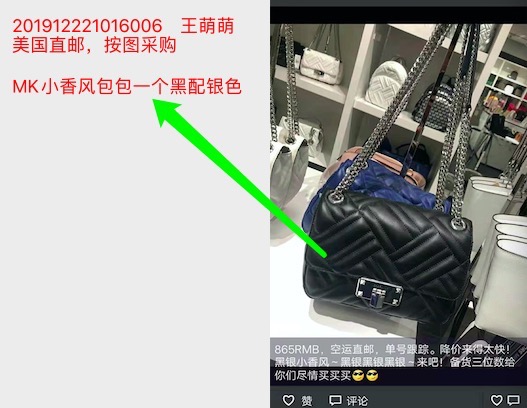 201912221016006 王萌萌
美国直邮，按图采购
MK小香风包包一个黑配银色
865RMB，空运直邮，单号跟踪。降价来得太快！
黑银小香风～黑银黑银黑银～来吧！备货三位数给
你们尽情买买买😎😎
赞 评论